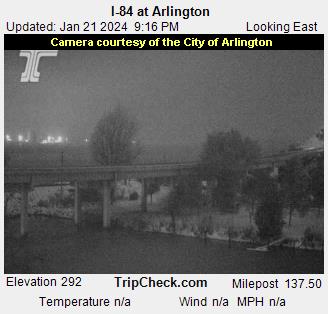 I-84 at Arlington
Updated: Jan 21 2024 9:16 PM Looking East
Camera courtesy of the City of Arlington
Elevation 292 TripCheck.com Milepost 137.50
Temperature n/a Wind n/a MPH n/a